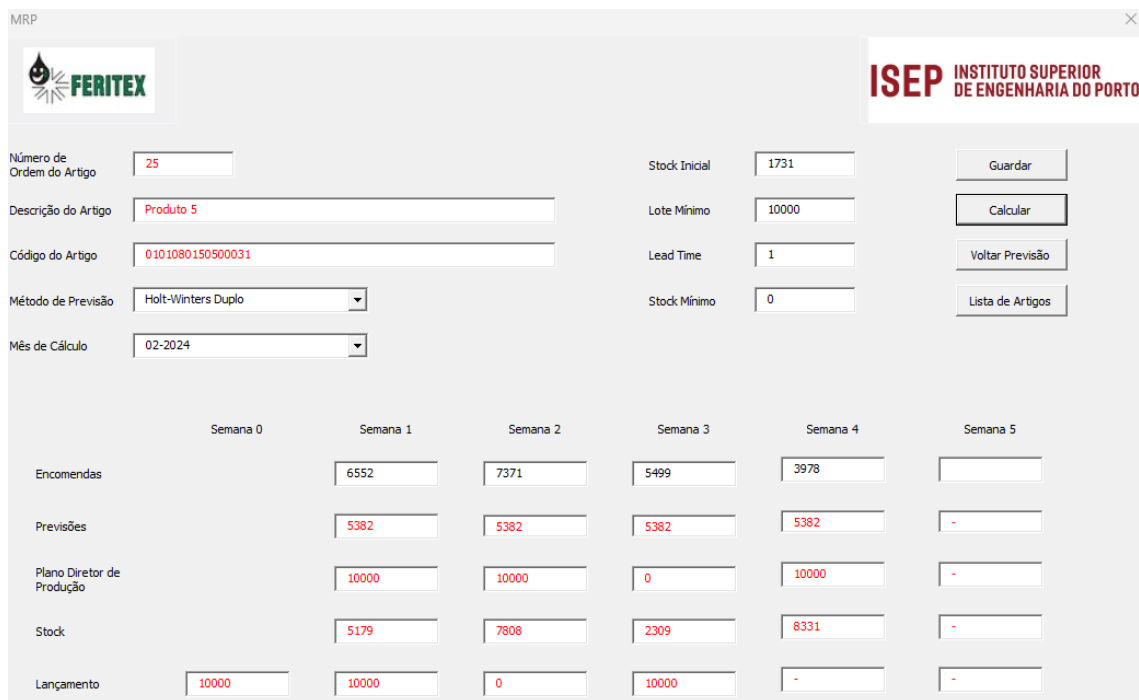 MRP
FERITEX
ISEP INSTITUTO SUPERIOR
DE ENGENHARIA DO PORTO
Número de
Ordem do Artigo
25
Stock Inicial
1731
Guardar
Descrição do Artigo
Produto 5
Lote Mínimo
10000
Calcular
Código do Artigo
0101080150500031
Lead Time
1
Voltar Previsão
Método de Previsão
Holt-Winters Duplo
Stock Mínimo
0
Lista de Artigos
Mês de Cálculo
02-2024
Semana 0 Semana 1 Semana 2 Semana 3 Semana 4 Semana 5
Encomendas 6552 7371 5499 3978
Previsões 5382 5382 5382 5382 -
Plano Diretor de
Produção
10000 10000 0 10000 -
Stock 5179 7808 2309 8331 -
Lançamento 10000 10000 0 10000 - -